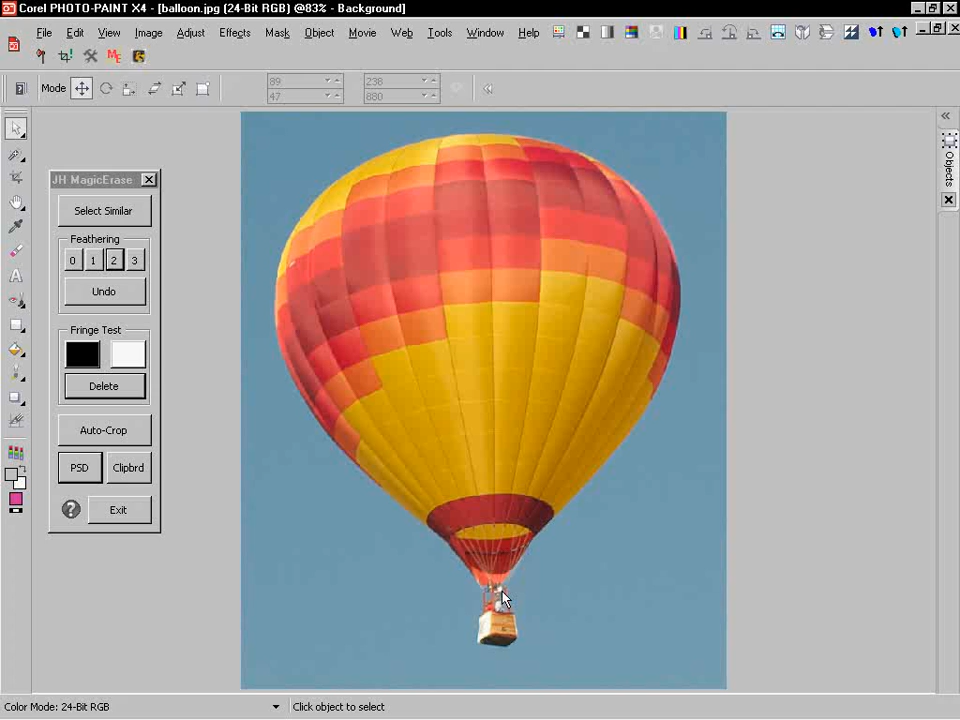 Corel PHOTO-PAINT X4 - [balloon.jpg (24-Bit RGB) @83% - Background]
File Edit View Image Adjust Effects Mask Object Movie Web Tools Window Help
ME
Mode
89 238
47 880
JH MagicErase
Select Similar
Feathering
0 1 2 3
Undo
Fringe Test
Delete
Auto-Crop
PSD Clipbrd
Exit
Objects
Color Mode: 24-Bit RGB Click object to select